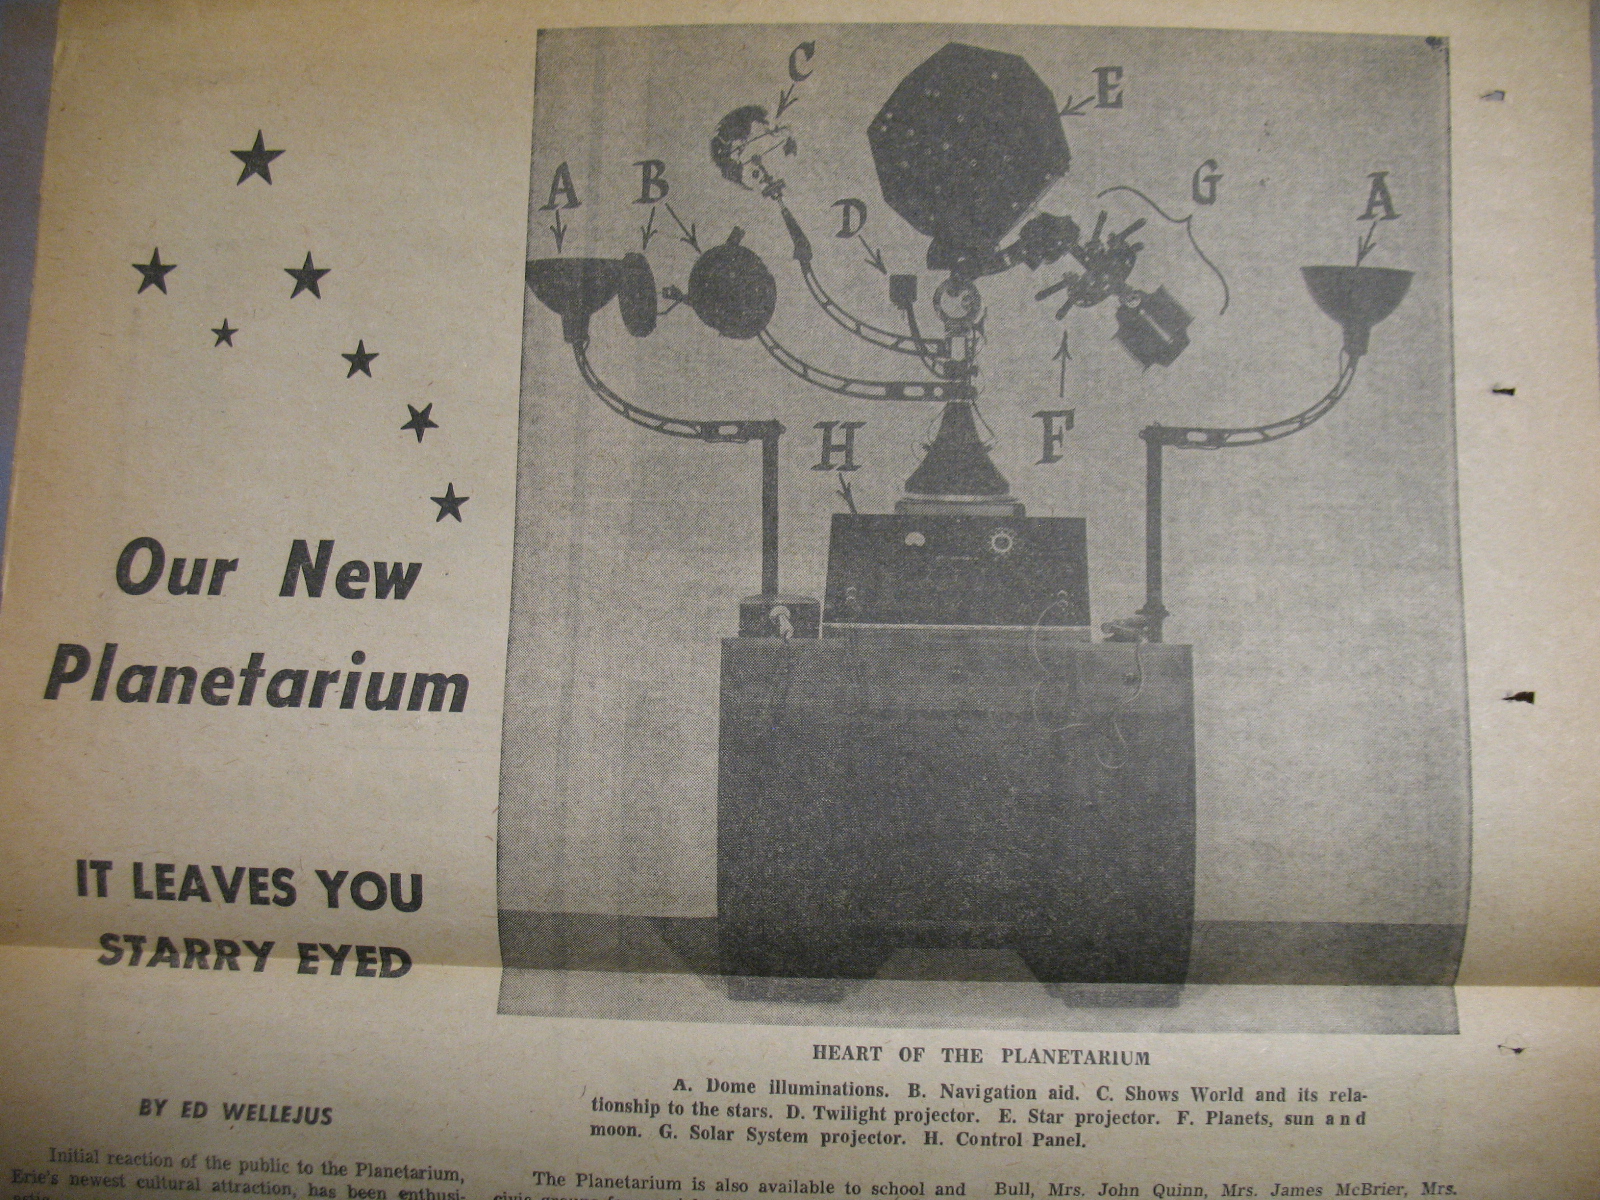 C
E
A
B
D
G
A
H
F
Our New
Planetarium
IT LEAVES YOU
STARRY EYED
BY ED WELLEJUS
HEART OF THE PLANETARIUM
A. Dome illuminations. B. Navigation aid. C. Shows World and its rela-
tionship to the stars. D. Twilight projector. E. Star projector. F. Planets, sun and
moon. G. Solar System projector. H. Control Panel.
Initial reaction of the public to the Planetarium,
Erie's newest cultural attraction, has been enthusi-
The Planetarium is also available to school and
Bull, Mrs. John Quinn, Mrs. James McBrier, Mrs.